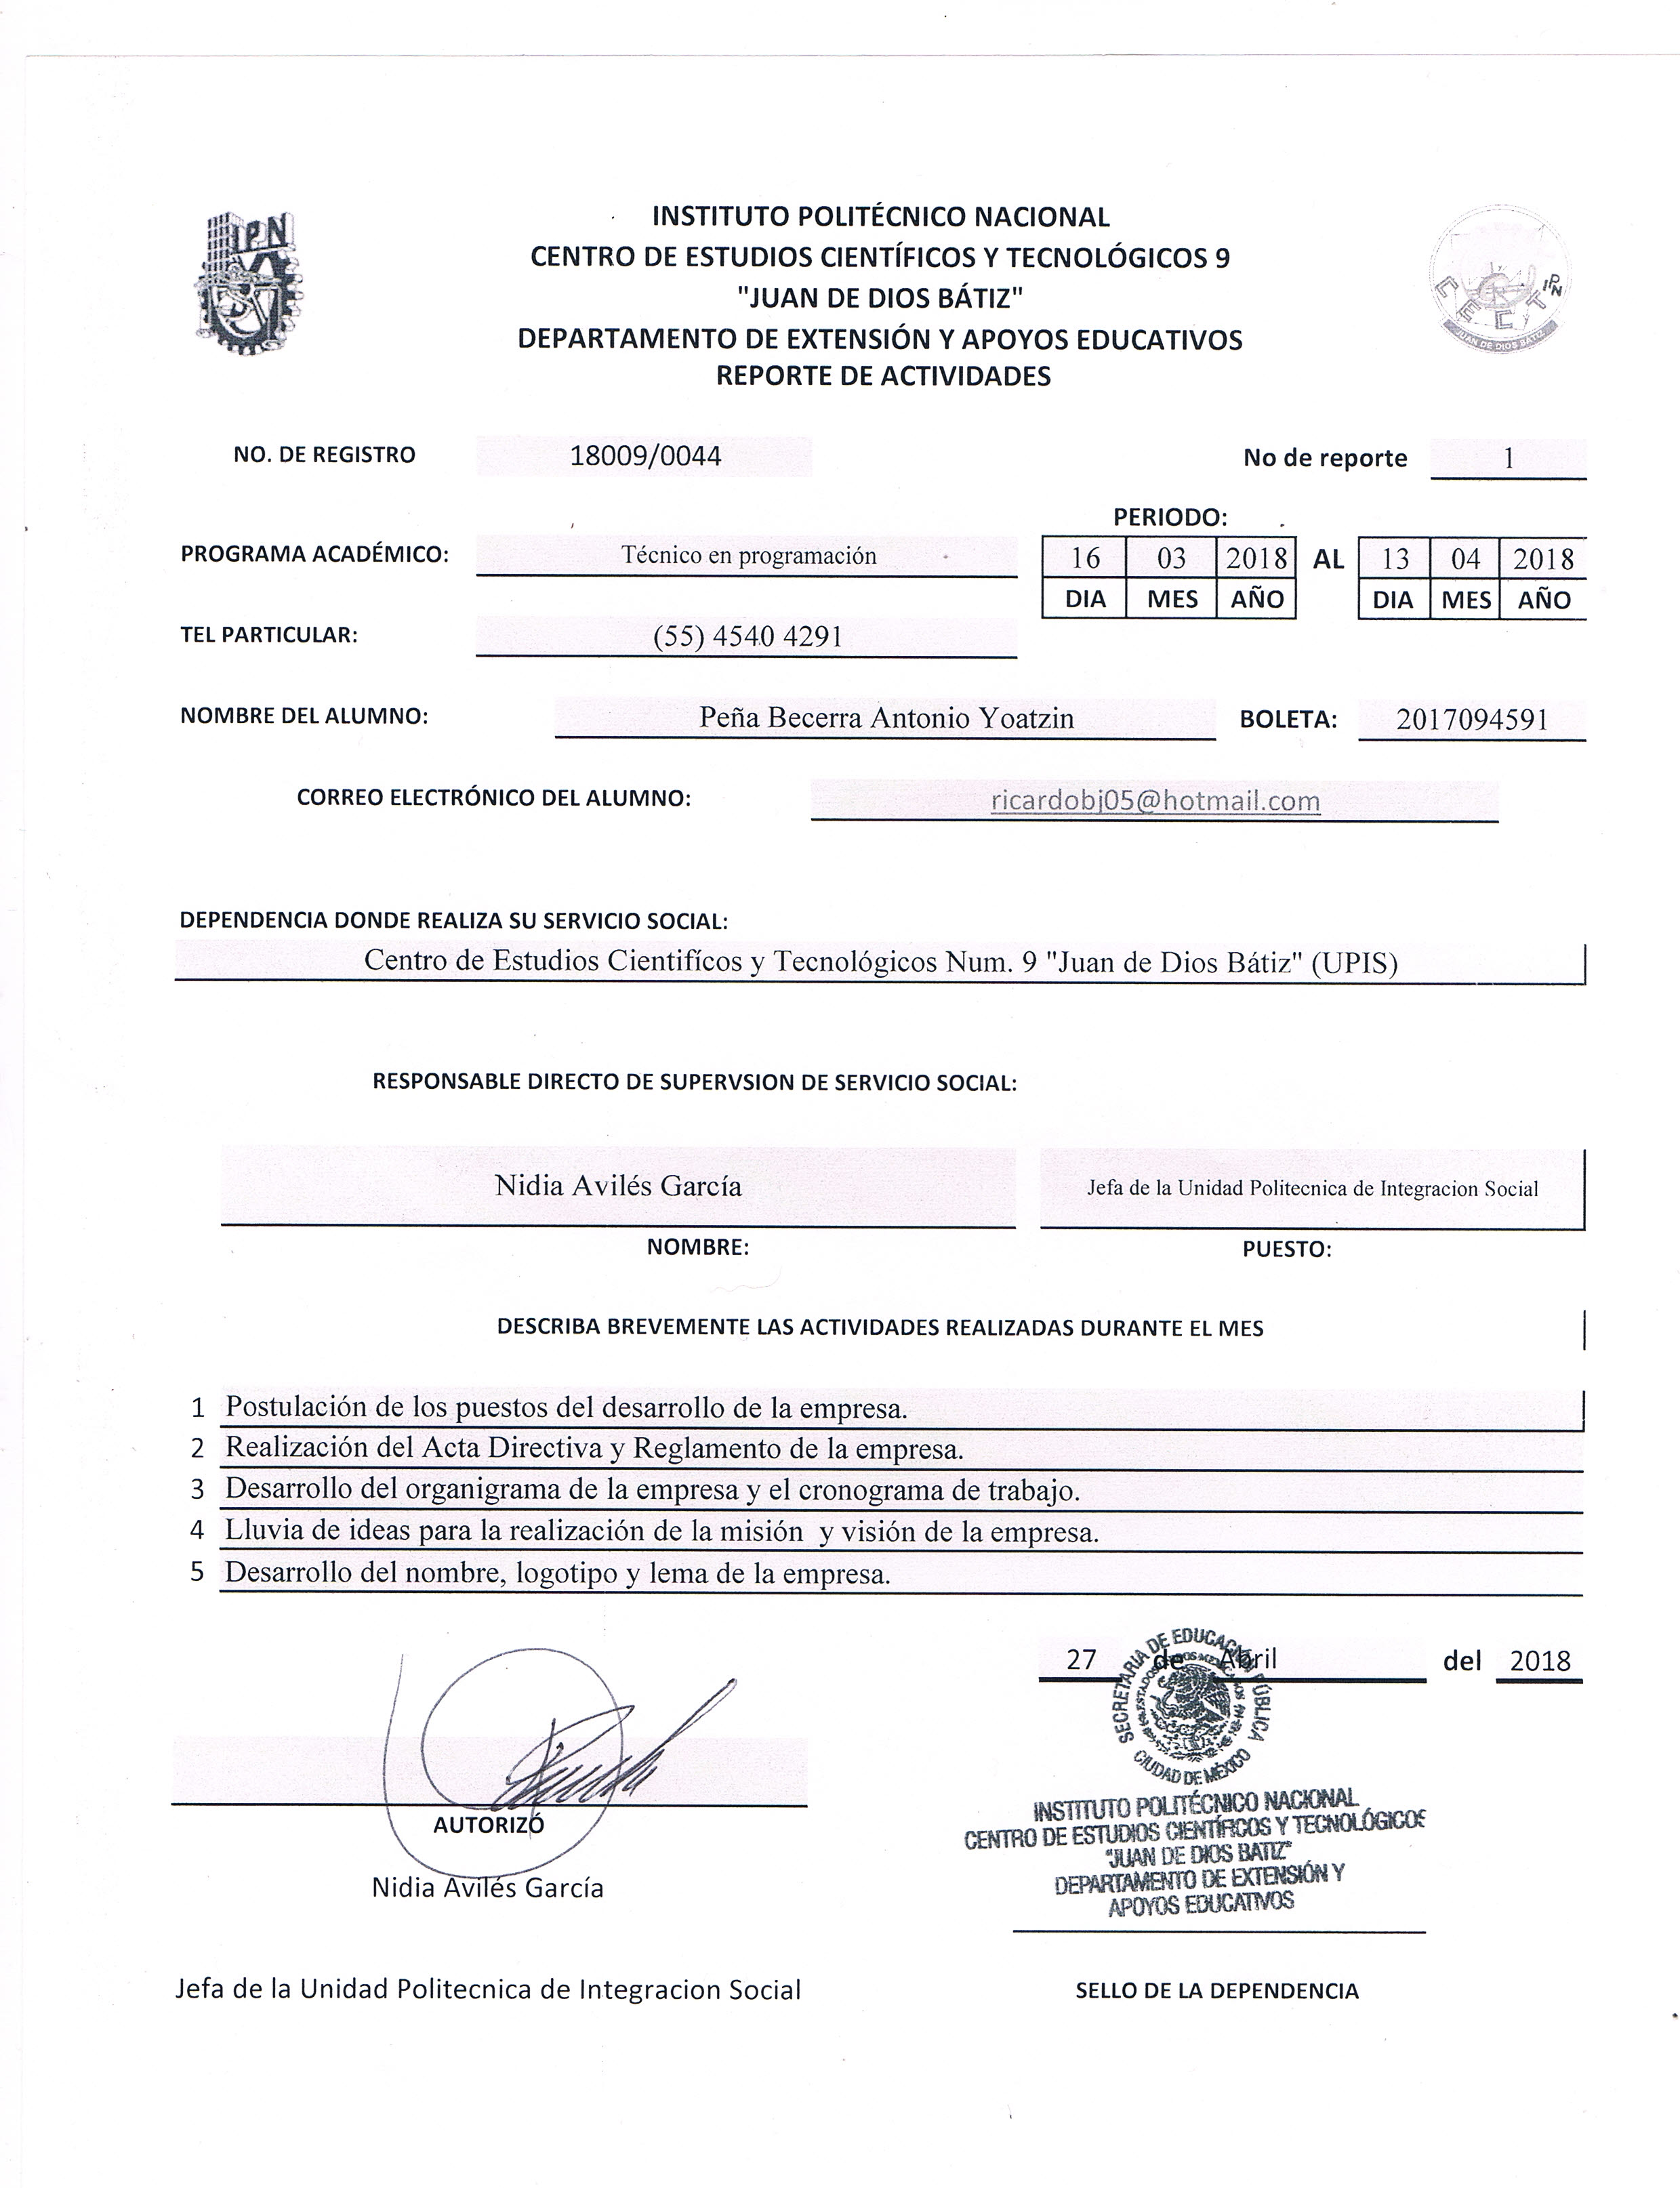 INSTITUTO POLITÉCNICO NACIONAL
CENTRO DE ESTUDIOS CIENTÍFICOS Y TECNOLÓGICOS 9
"JUAN DE DIOS BÁTIZ"
DEPARTAMENTO DE EXTENSIÓN Y APOYOS EDUCATIVOS
REPORTE DE ACTIVIDADES
IPN
CECyT Nº9
JUAN DE DIOS BÁTIZ
NO. DE REGISTRO 18009/0044 No de reporte 1
PERIODO:
PROGRAMA ACADÉMICO: Técnico en programación 16 03 2018 AL 13 04 2018
DIA MES AÑO DIA MES AÑO
TEL PARTICULAR: (55) 4540 4291
NOMBRE DEL ALUMNO: Peña Becerra Antonio Yoatzin BOLETA: 2017094591
CORREO ELECTRÓNICO DEL ALUMNO: ricardobj05@hotmail.com
DEPENDENCIA DONDE REALIZA SU SERVICIO SOCIAL:
Centro de Estudios Cientifícos y Tecnológicos Num. 9 "Juan de Dios Bátiz" (UPIS)
RESPONSABLE DIRECTO DE SUPERVSION DE SERVICIO SOCIAL:
Nidia Avilés García Jefa de la Unidad Politecnica de Integracion Social
NOMBRE: PUESTO:
DESCRIBA BREVEMENTE LAS ACTIVIDADES REALIZADAS DURANTE EL MES
1 Postulación de los puestos del desarrollo de la empresa.
2 Realización del Acta Directiva y Reglamento de la empresa.
3 Desarrollo del organigrama de la empresa y el cronograma de trabajo.
4 Lluvia de ideas para la realización de la misión y visión de la empresa.
5 Desarrollo del nombre, logotipo y lema de la empresa.
27 de Abril del 2018
SECRETARIA DE EDUCACIÓN PÚBLICA
ESTADOS UNIDOS MEXICANOS
CIUDAD DE MÉXICO
INSTITUTO POLITÉCNICO NACIONAL
CENTRO DE ESTUDIOS CIENTÍFICOS Y TECNOLÓGICOS
"JUAN DE DIOS BATIZ"
DEPARTAMENTO DE EXTENSIÓN Y
APOYOS EDUCATIVOS
AUTORIZÓ
Nidia Avilés García
Jefa de la Unidad Politecnica de Integracion Social SELLO DE LA DEPENDENCIA